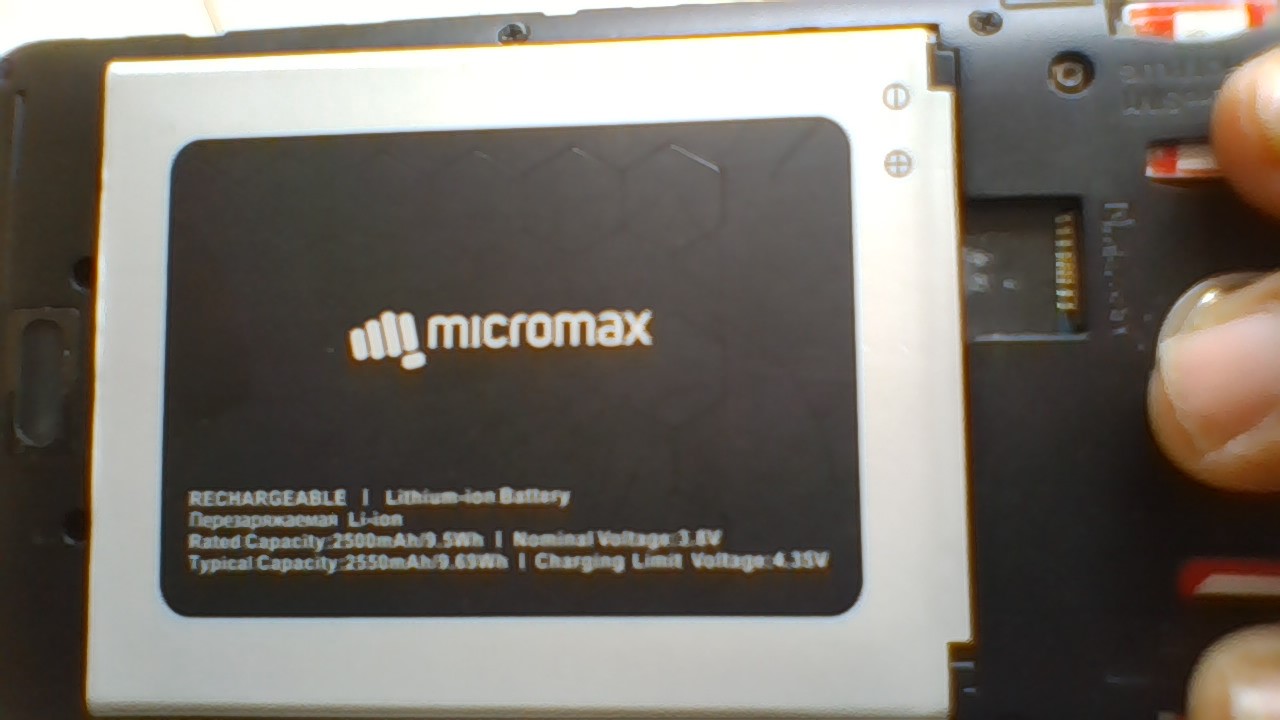 micromax
RECHARGEABLE | Lithium-ion Battery
Перезаряжаемая Li-ion
Rated Capacity:2500mAh/9.5Wh | Nominal Voltage:3.8V
Typical Capacity:2550mAh/9.69Wh | Charging Limit Voltage:4.35V